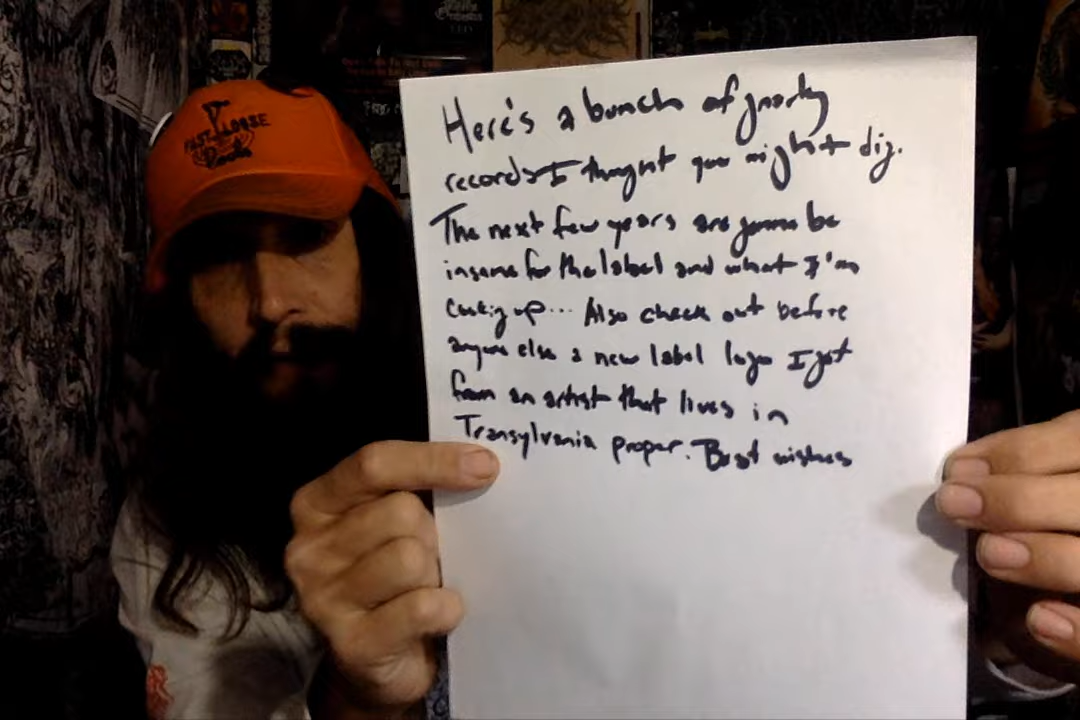 FAST & LOOSE
Here's a bunch of gnarly
records I thought you might dig.
The next few years are gonna be
insane for the label and what I'm
cooking up... Also check out before
anyone else a new label logo I got
from an artist that lives in
Transylvania proper. Best wishes